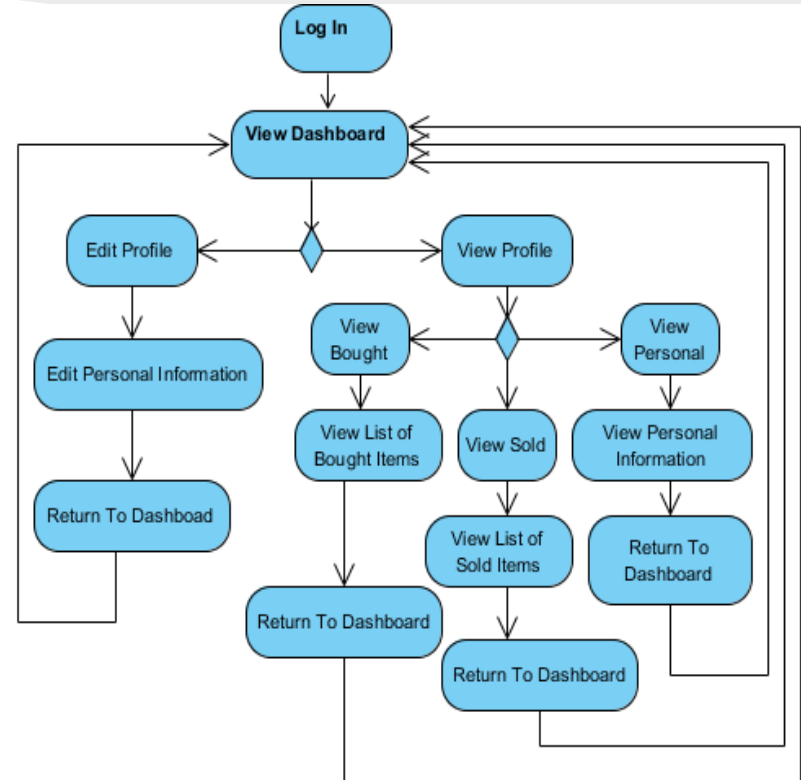 Log In
View Dashboard
Edit Profile
View Profile
View
Bought
View
Personal
Edit Personal Information
View List of
Bought Items
View Sold
View Personal
Information
Return To Dashboad
View List of
Sold Items
Return To
Dashboard
Return To Dashboard
Return To Dashboard